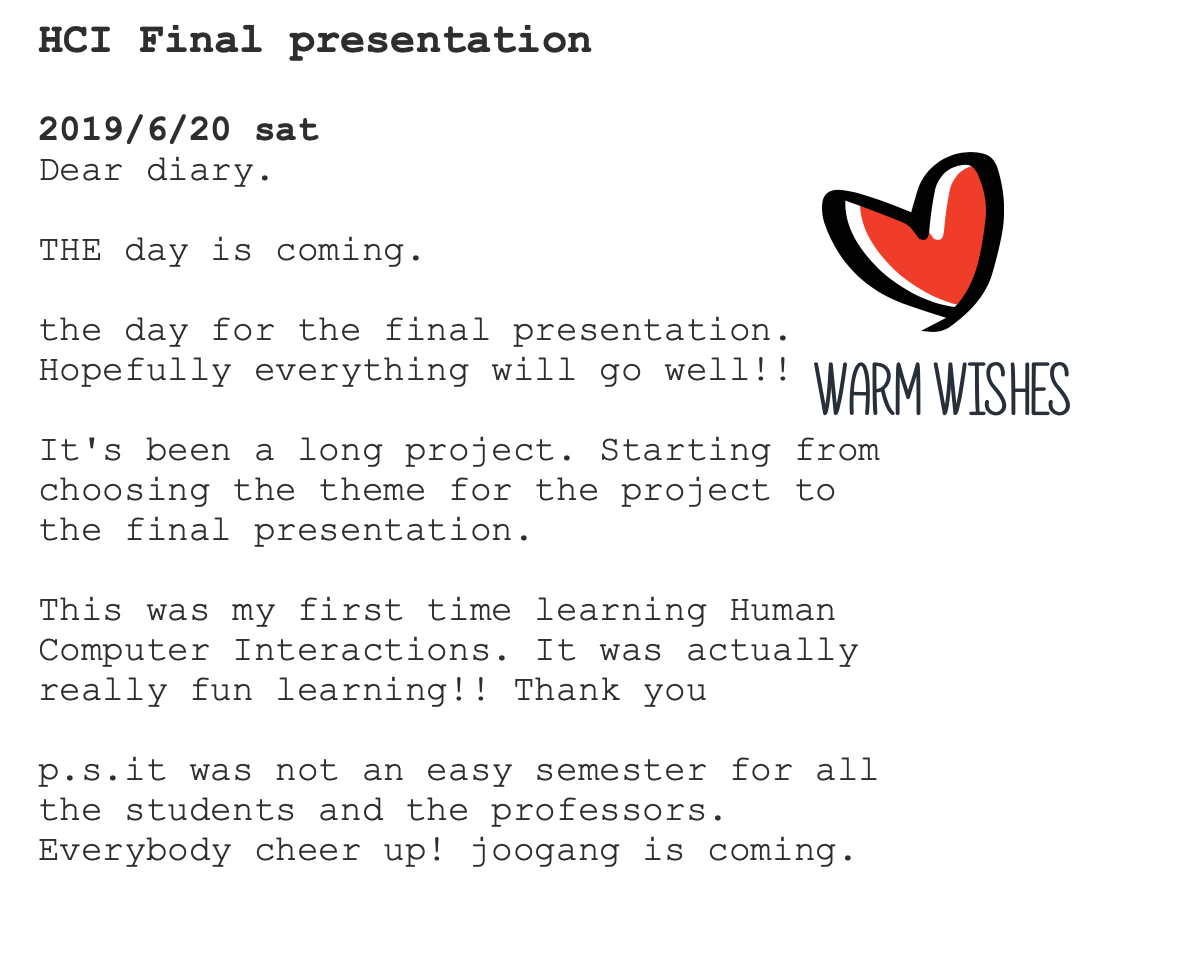 HCI Final presentation
2019/6/20 sat
Dear diary.
THE day is coming.
the day for the final presentation.
Hopefully everything will go well!!
WARM WISHES
It's been a long project. Starting from
choosing the theme for the project to
the final presentation.
This was my first time learning Human
Computer Interactions. It was actually
really fun learning!! Thank you
p.s.it was not an easy semester for all
the students and the professors.
Everybody cheer up! joogang is coming.